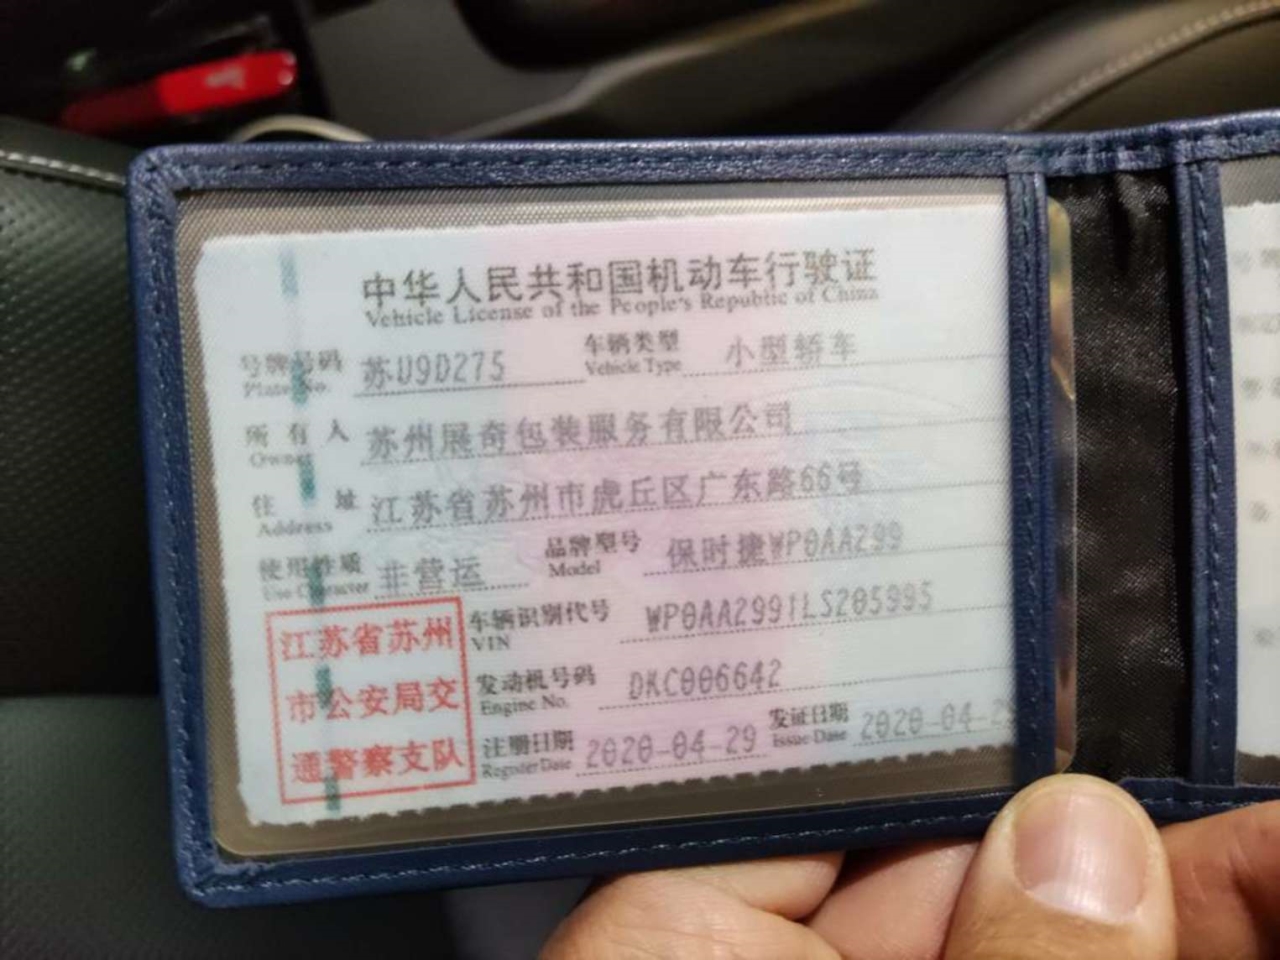 中华人民共和国机动车行驶证
Vehicle License of the People's Republic of China
号牌号码 苏U9D275 车辆类型 小型轿车
Plate No. Vehicle Type
所有人 苏州展奇包装服务有限公司
Owner
住址 江苏省苏州市虎丘区广东路66号
Address
使用性质 非营运 品牌型号 保时捷WP0AA299
Use Character Model
江苏省苏州 车辆识别代号 WP0AA2991LS205995
VIN
市公安局交 发动机号码 DKC006642
Engine No.
通警察支队 注册日期 2020-04-29 发证日期 2020-04-29
Register Date Issue Date